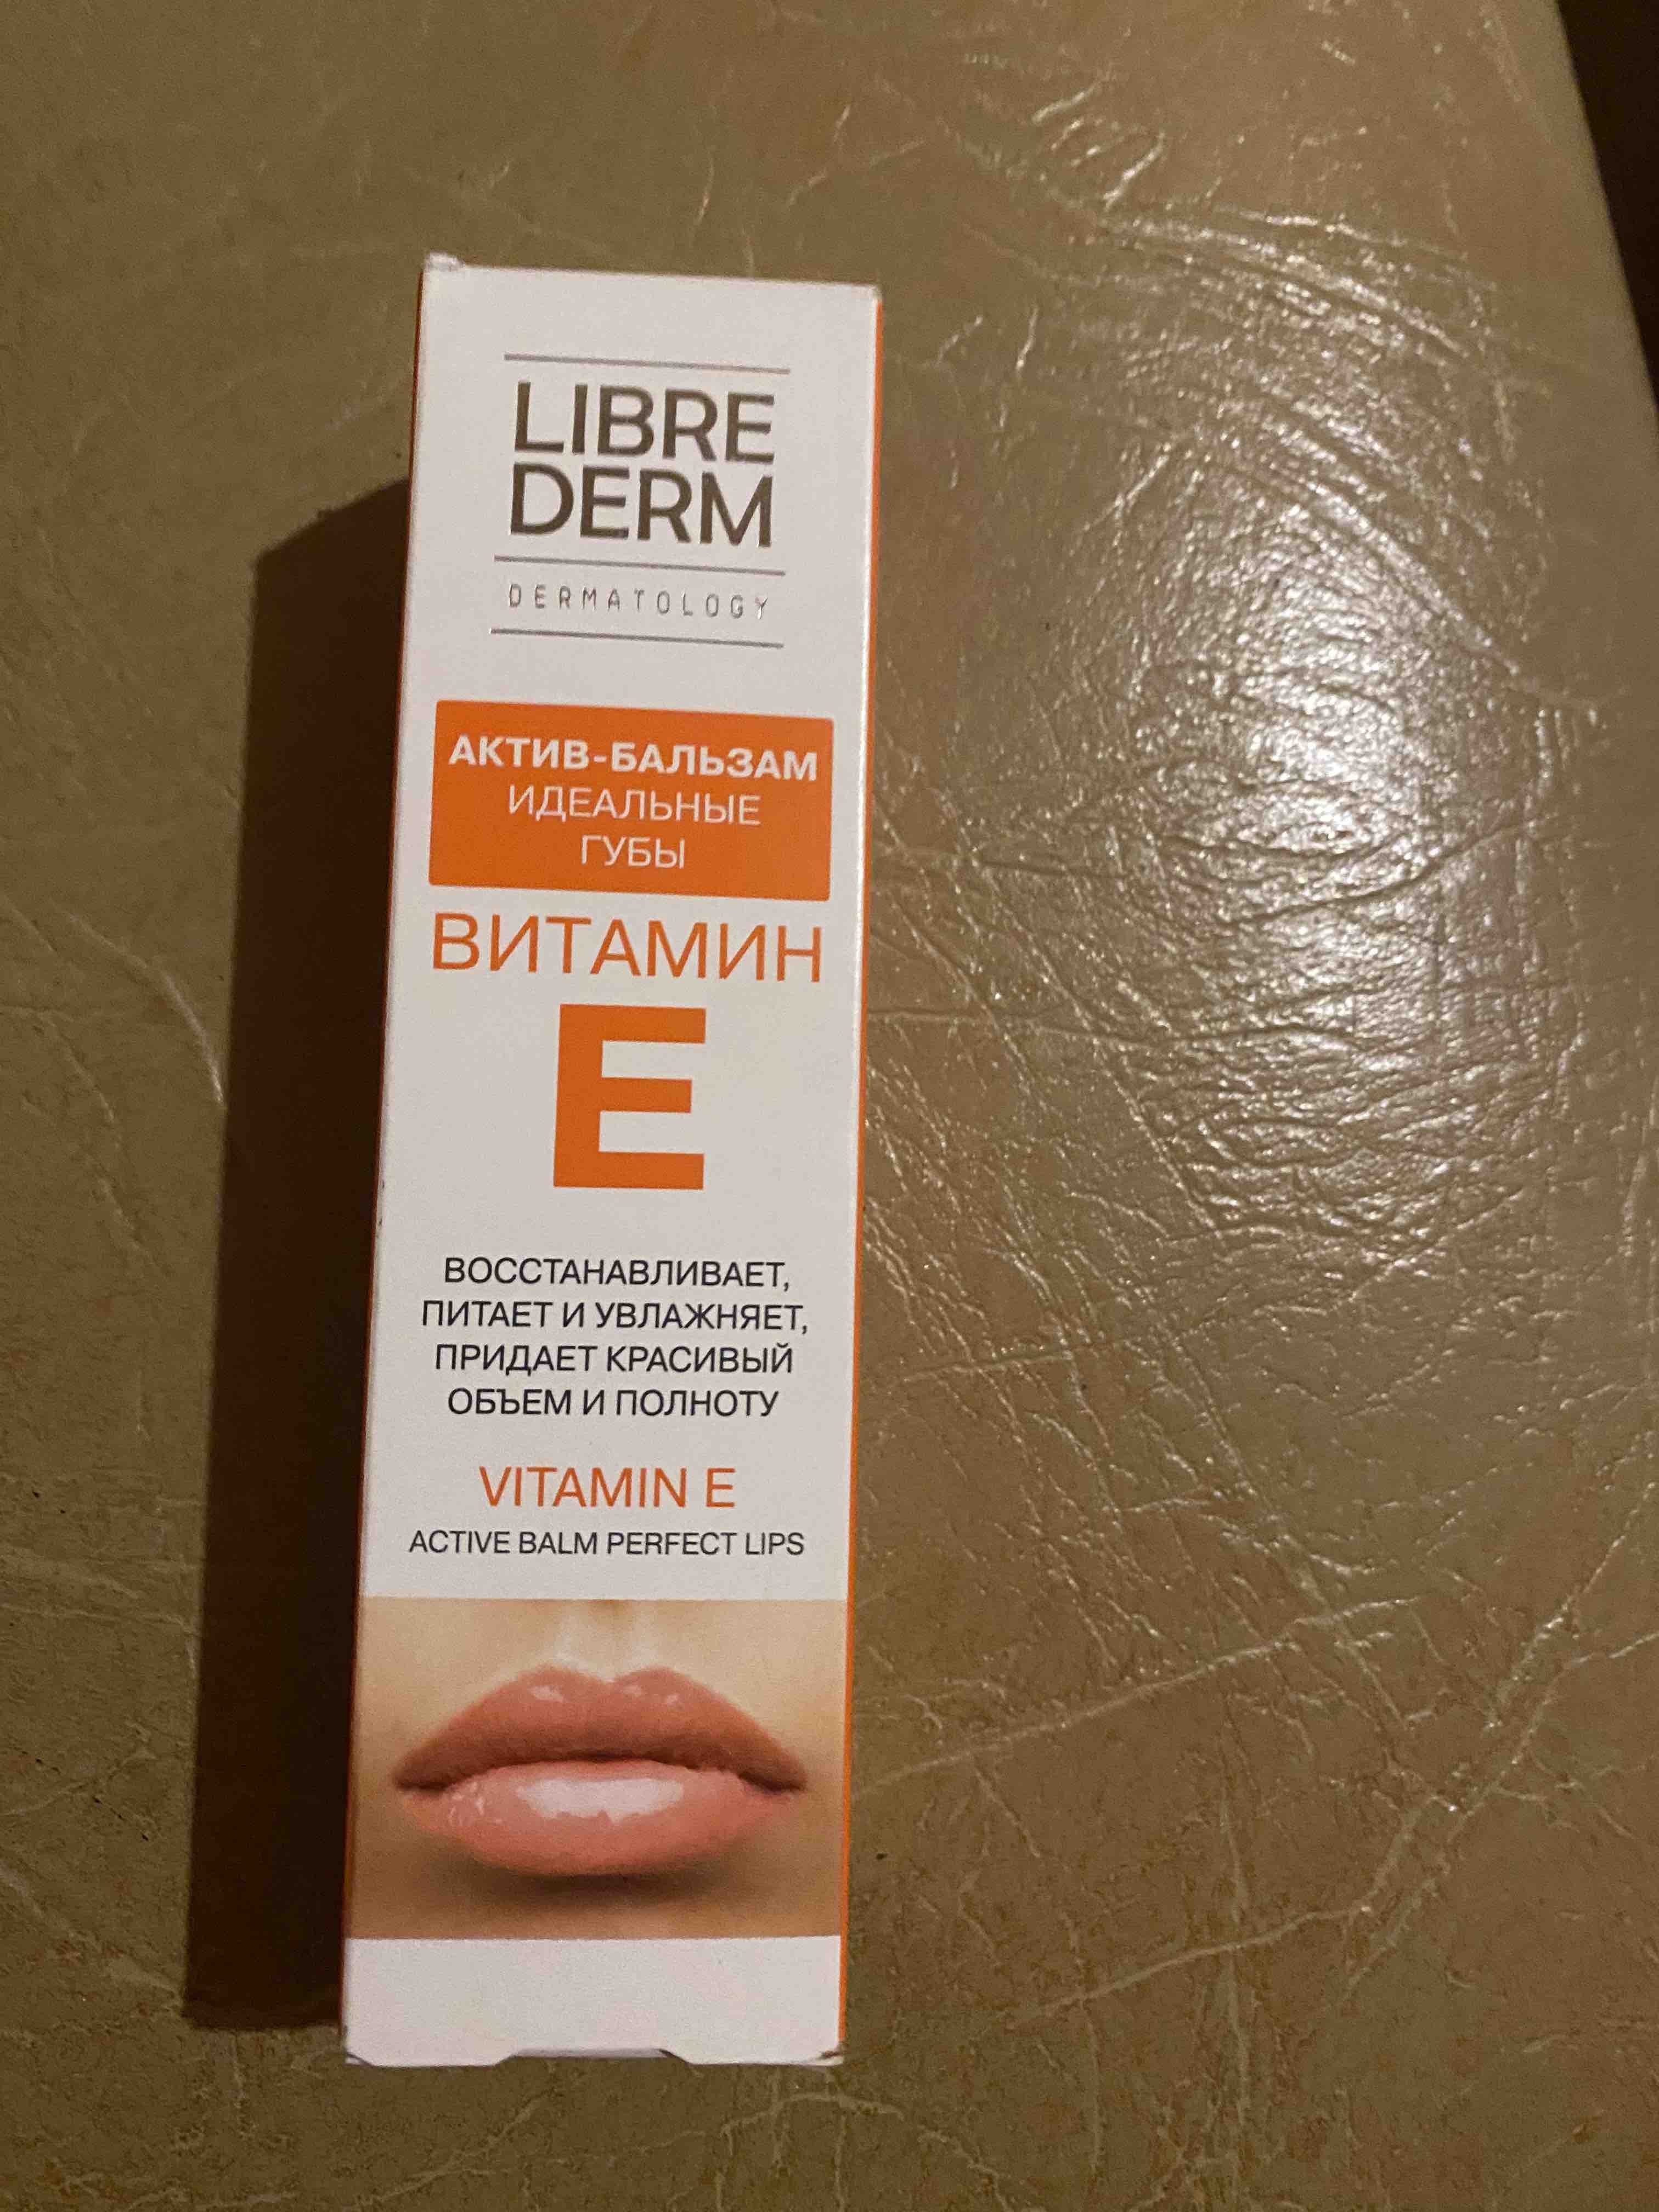 LIBRE
DERM
DERMATOLOGY
АКТИВ-БАЛЬЗАМ
ИДЕАЛЬНЫЕ
ГУБЫ
ВИТАМИН
Е
ВОССТАНАВЛИВАЕТ,
ПИТАЕТ И УВЛАЖНЯЕТ,
ПРИДАЕТ КРАСИВЫЙ
ОБЪЕМ И ПОЛНОТУ
VITAMIN E
ACTIVE BALM PERFECT LIPS